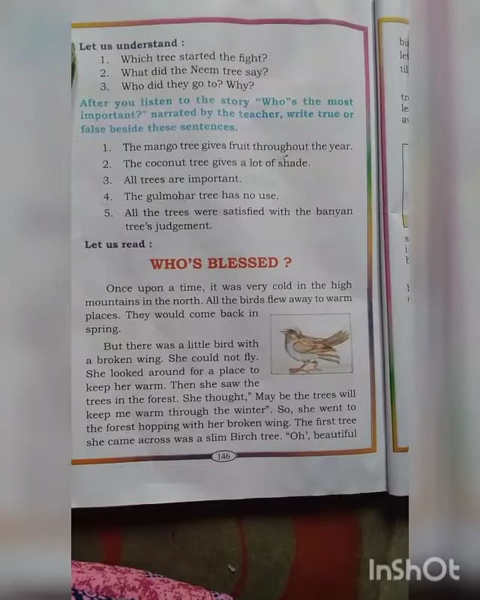 Let us understand :
1. Which tree started the fight?
2. What did the Neem tree say?
3. Who did they go to? Why?
After you listen to the story "Who"s the most
important?" narrated by the teacher, write true or
false beside these sentences.
1. The mango tree gives fruit throughout the year.
2. The coconut tree gives a lot of shade.
3. All trees are important.
4. The gulmohar tree has no use.
5. All the trees were satisfied with the banyan
tree's judgement.
Let us read :
WHO'S BLESSED ?
Once upon a time, it was very cold in the high
mountains in the north. All the birds flew away to warm
places. They would come back in
spring.
But there was a little bird with
a broken wing. She could not fly.
She looked around for a place to
keep her warm. Then she saw the
trees in the forest. She thought," May be the trees will
keep me warm through the winter". So, she went to
the forest hopping with her broken wing. The first tree
she came across was a slim Birch tree. "Oh', beautiful
146
InShOt